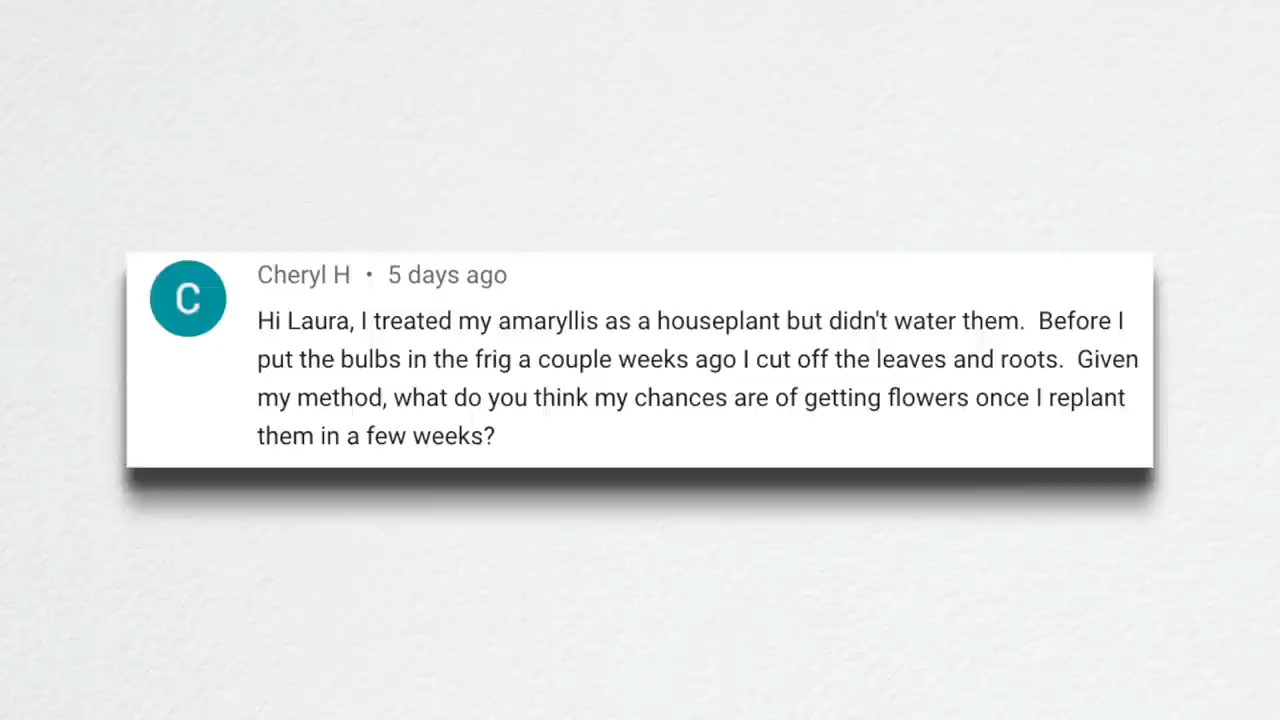 C
Cheryl H • 5 days ago
Hi Laura, I treated my amaryllis as a houseplant but didn't water them.  Before I
put the bulbs in the frig a couple weeks ago I cut off the leaves and roots.  Given
my method, what do you think my chances are of getting flowers once I replant
them in a few weeks?